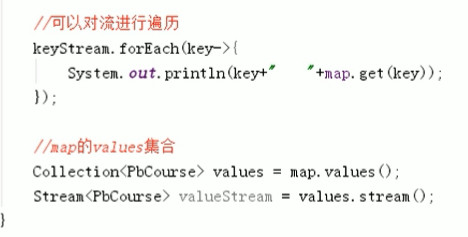 //可以对流进行遍历
keyStream.forEach(key->{
System.out.println(key+"   "+map.get(key));
});
//map的values集合
Collection<PbCourse> values = map.values();
Stream<PbCourse> valueStream = values.stream();
}